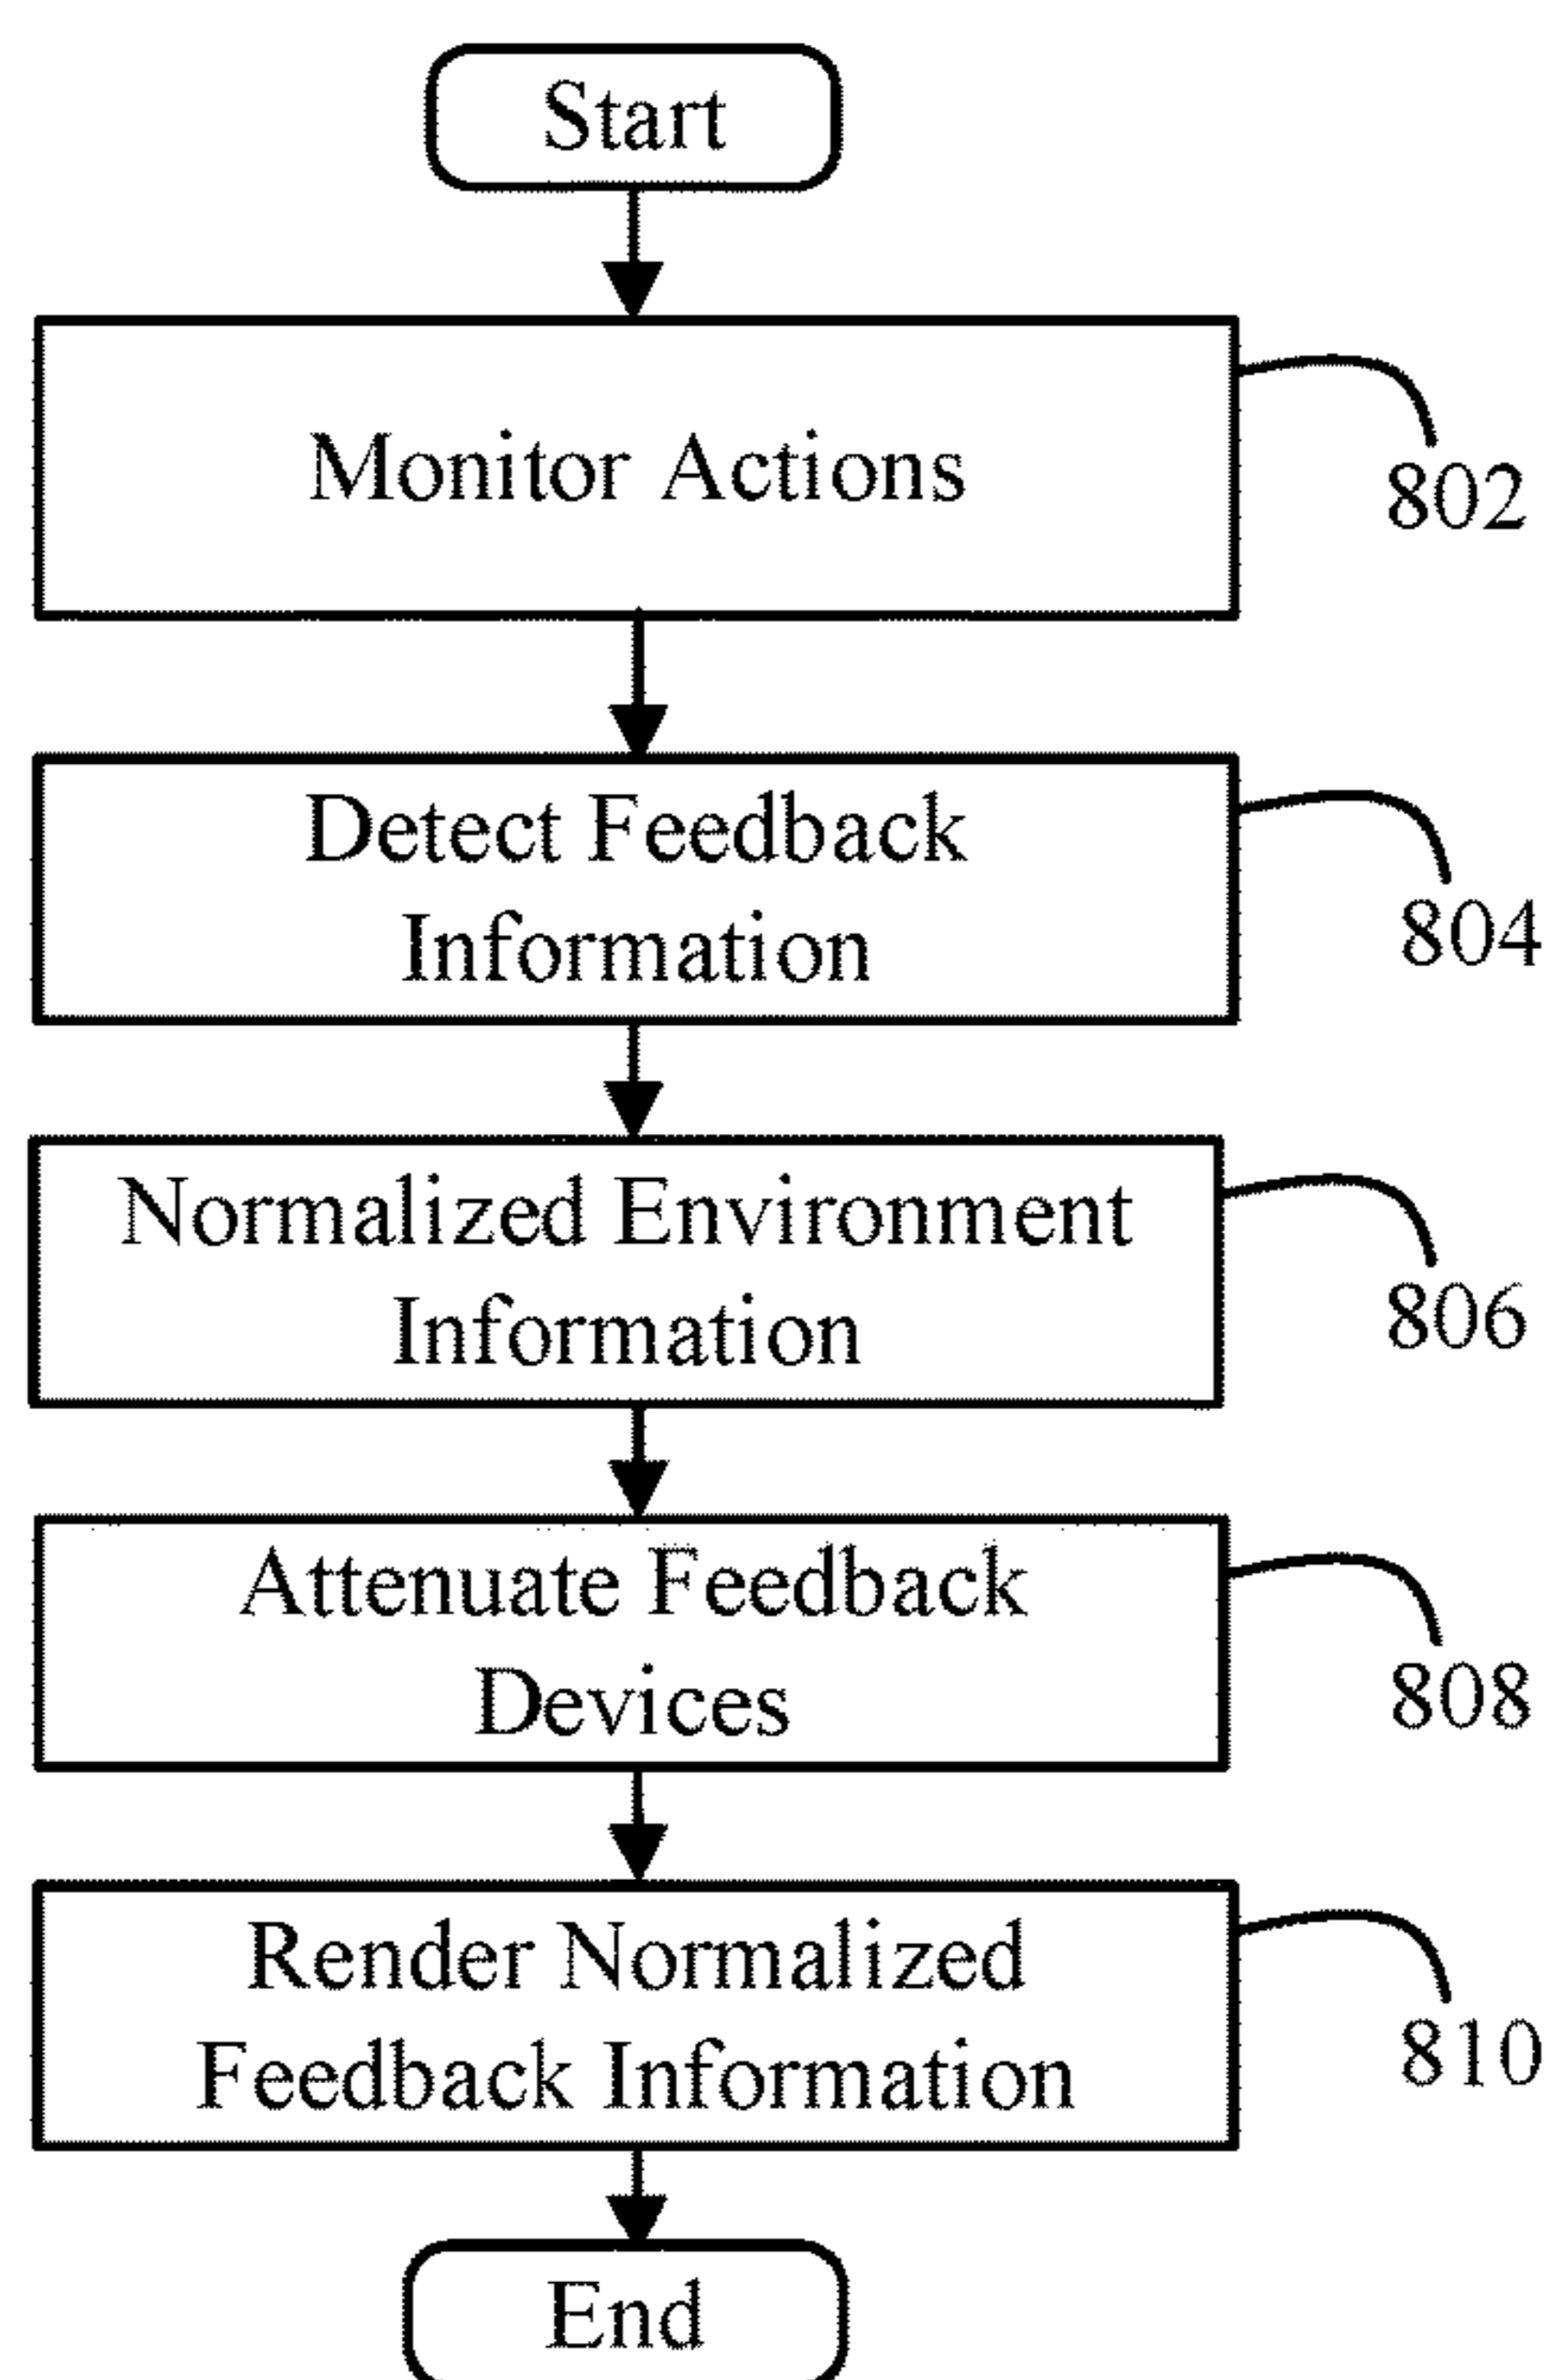 Start
Monitor Actions
802
Detect Feedback
Information
804
Normalized Environment
Information
806
Attenuate Feedback
Devices
808
Render Normalized
Feedback Information
810
End